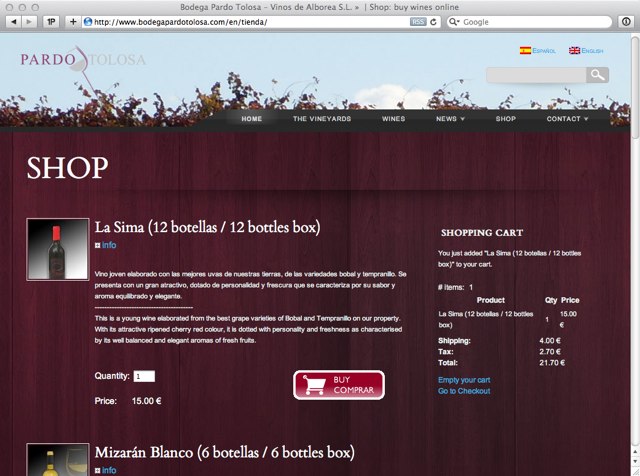 Bodega Pardo Tolosa – Vinos de Alborea S.L. » | Shop: buy wines online
1P
http://www.bodegapardotolosa.com/en/tienda/
RSS
Google
PARDO TOLOSA
Español
English
HOME
THE VINEYARDS
WINES
NEWS
SHOP
CONTACT
SHOP
La Sima (12 botellas / 12 bottles box)
info
Vino joven elaborado con las mejores uvas de nuestras tierras, de las variedades bobal y tempranillo. Se
presenta con un gran atractivo, dotado de personalidad y frescura que se caracteriza por su sabor y
aroma equilibrado y elegante.
----------------------------------------
This is a young wine elaborated from the best grape varieties of Bobal and Tempranillo on our property.
With its attractive ripened cherry red colour, it is dotted with personality and freshness as characterised
by its well balanced and elegant aromas of fresh fruits.
Quantity: 1
BUY
COMPRAR
Price: 15.00 €
Mizarán Blanco (6 botellas / 6 bottles box)
info
SHOPPING CART
You just added "La Sima (12 botellas / 12 bottles
box)" to your cart.
# items: 1
Product Qty Price
La Sima (12 botellas / 12 bottles
box) 1 15.00
€
Shipping: 4.00 €
Tax: 2.70 €
Total: 21.70 €
Empty your cart
Go to Checkout